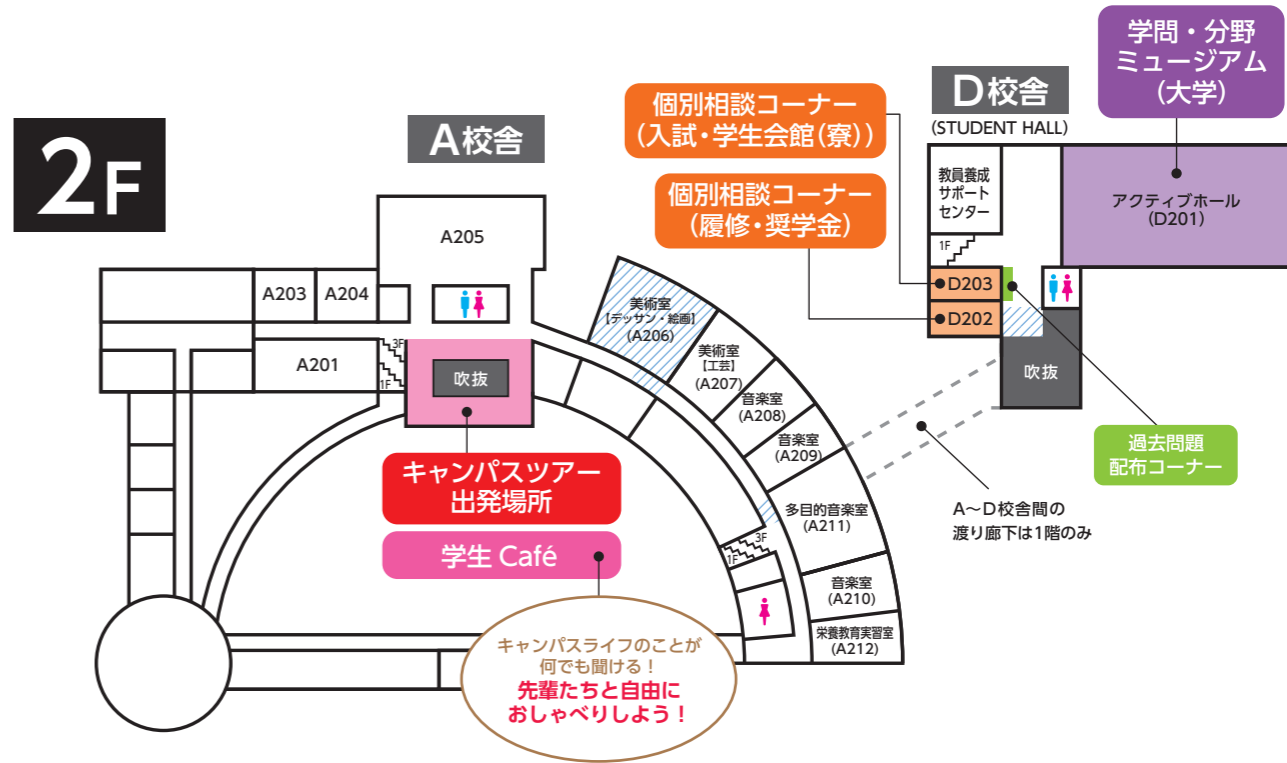 2F
A校舎
A205
A203
A204
A201
3F
1F
吹抜
キャンパスツアー
出発場所
学生 Café
キャンパスライフのことが
何でも聞ける！
先輩たちと自由に
おしゃべりしよう！
美術室
【デッサン・絵画】
(A206)
美術室
【工芸】
(A207)
音楽室
(A208)
音楽室
(A209)
多目的音楽室
(A211)
3F
1F
音楽室
(A210)
栄養教育実習室
(A212)
個別相談コーナー
（入試・学生会館（寮））
個別相談コーナー
（履修・奨学金）
D校舎
(STUDENT HALL)
学問・分野
ミュージアム
（大学）
教員養成
サポート
センター
1F
アクティブホール
(D201)
D203
D202
吹抜
過去問題
配布コーナー
A～D校舎間の
渡り廊下は1階のみ